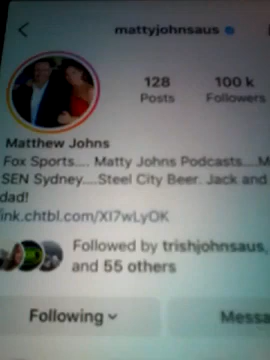 mattyjohnsaus
128 100 k
Posts Followers
Matthew Johns
Fox Sports.... Matty Johns Podcasts....M
SEN Sydney....Steel City Beer. Jack and
dad!
ink.chtbl.com/XI7wLyOK
Followed by trishjohnsaus,
and 55 others
Following Messa